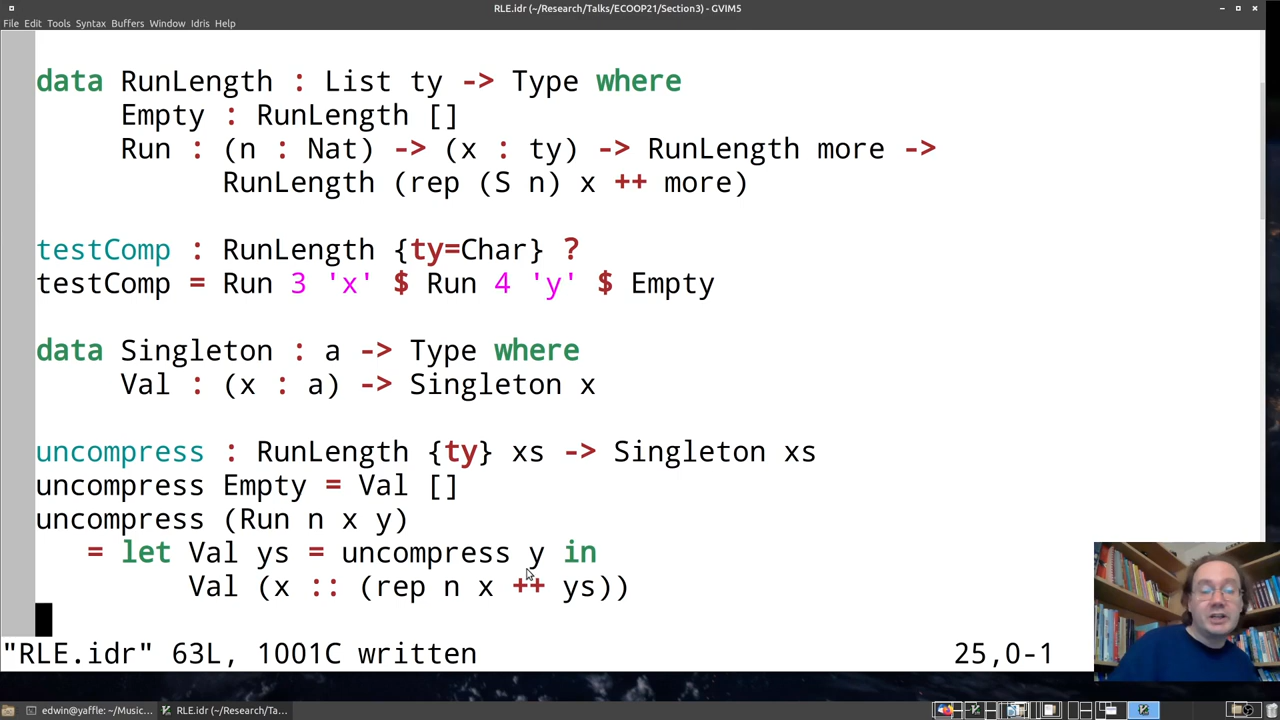 RLE.idr (~/Research/Talks/ECOOP21/Section3) - GVIM5
File Edit Tools Syntax Buffers Window Idris Help
data RunLength : List ty -> Type where
Empty : RunLength []
Run : (n : Nat) -> (x : ty) -> RunLength more ->
RunLength (rep (S n) x ++ more)
testComp : RunLength {ty=Char} ?
testComp = Run 3 'x' $ Run 4 'y' $ Empty
data Singleton : a -> Type where
Val : (x : a) -> Singleton x
uncompress : RunLength {ty} xs -> Singleton xs
uncompress Empty = Val []
uncompress (Run n x y)
= let Val ys = uncompress y in
Val (x :: (rep n x ++ ys))
"RLE.idr" 63L, 1001C written 25,0-1
edwin@yaffle: ~/Music... RLE.idr (~/Research/Ta...